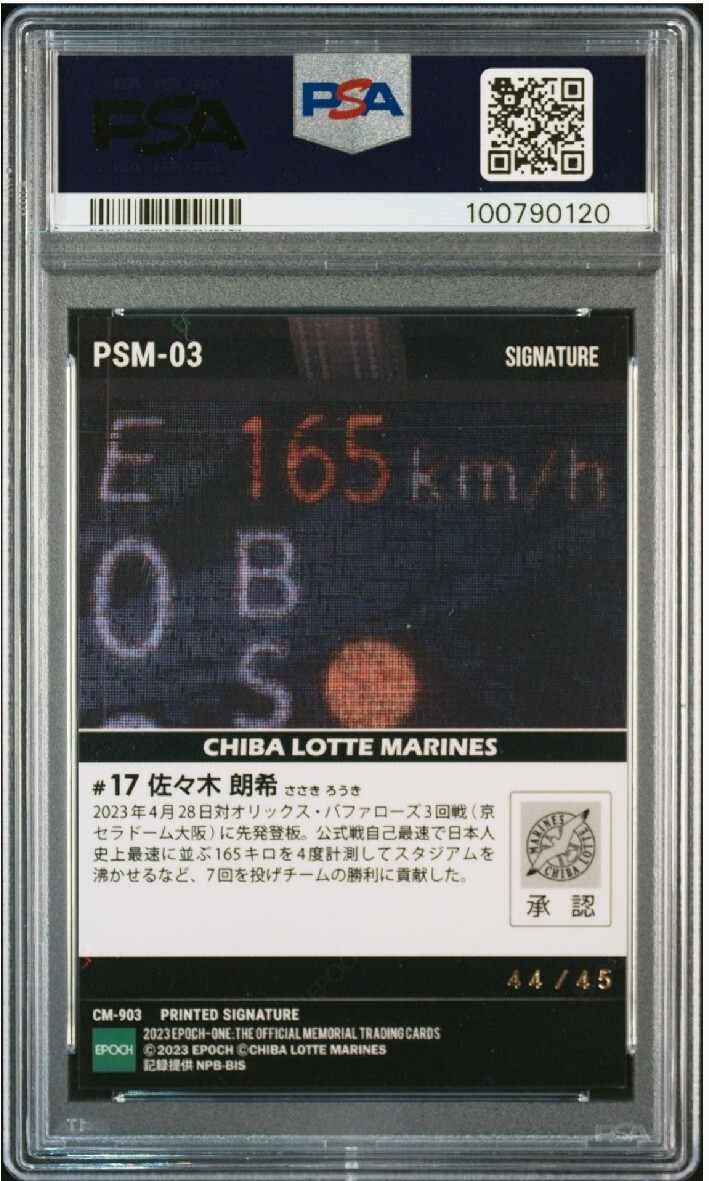 PSA
PSA
100790120
PSM-03
SIGNATURE
E 165 km/h
0 B
S
CHIBA LOTTE MARINES
#17 佐々木 朗希 ささき ろうき
2023年4月28日対オリックス・バファローズ3回戦（京
セラドーム大阪）に先発登板。公式戦自己最速で日本人
史上最速に並ぶ165キロを4度計測してスタジアムを
沸かせるなど、7回を投げチームの勝利に貢献した。
MARINES
CHIBA LOTTE
承認
44/45
CM-903 PRINTED SIGNATURE
EPOCH
2023 EPOCH-ONE:THE OFFICIAL MEMORIAL TRADING CARDS
©2023 EPOCH ©CHIBA LOTTE MARINES
記録提供 NPB-BIS
PSA